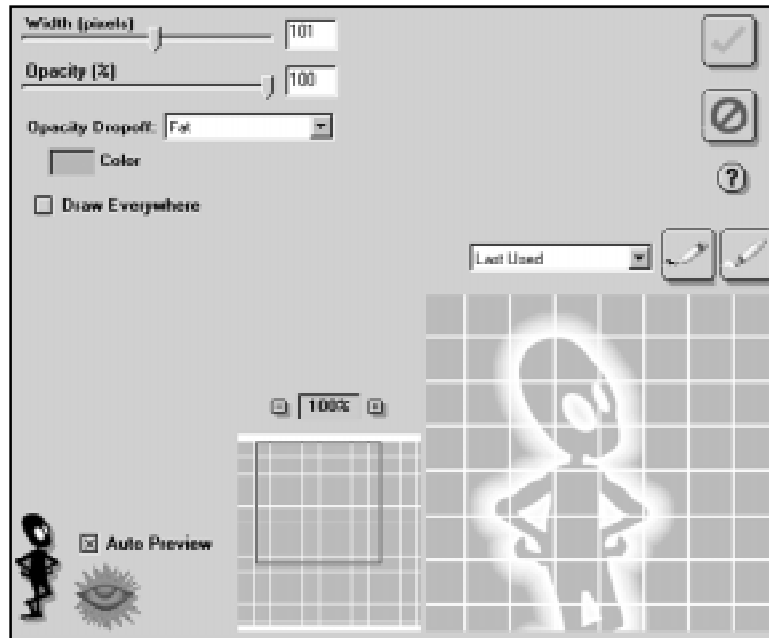 Width (pixels)
101
Opacity (%)
100
Opacity Dropoff: Fat
Color
Draw Everywhere
Last Used
100%
Auto Preview